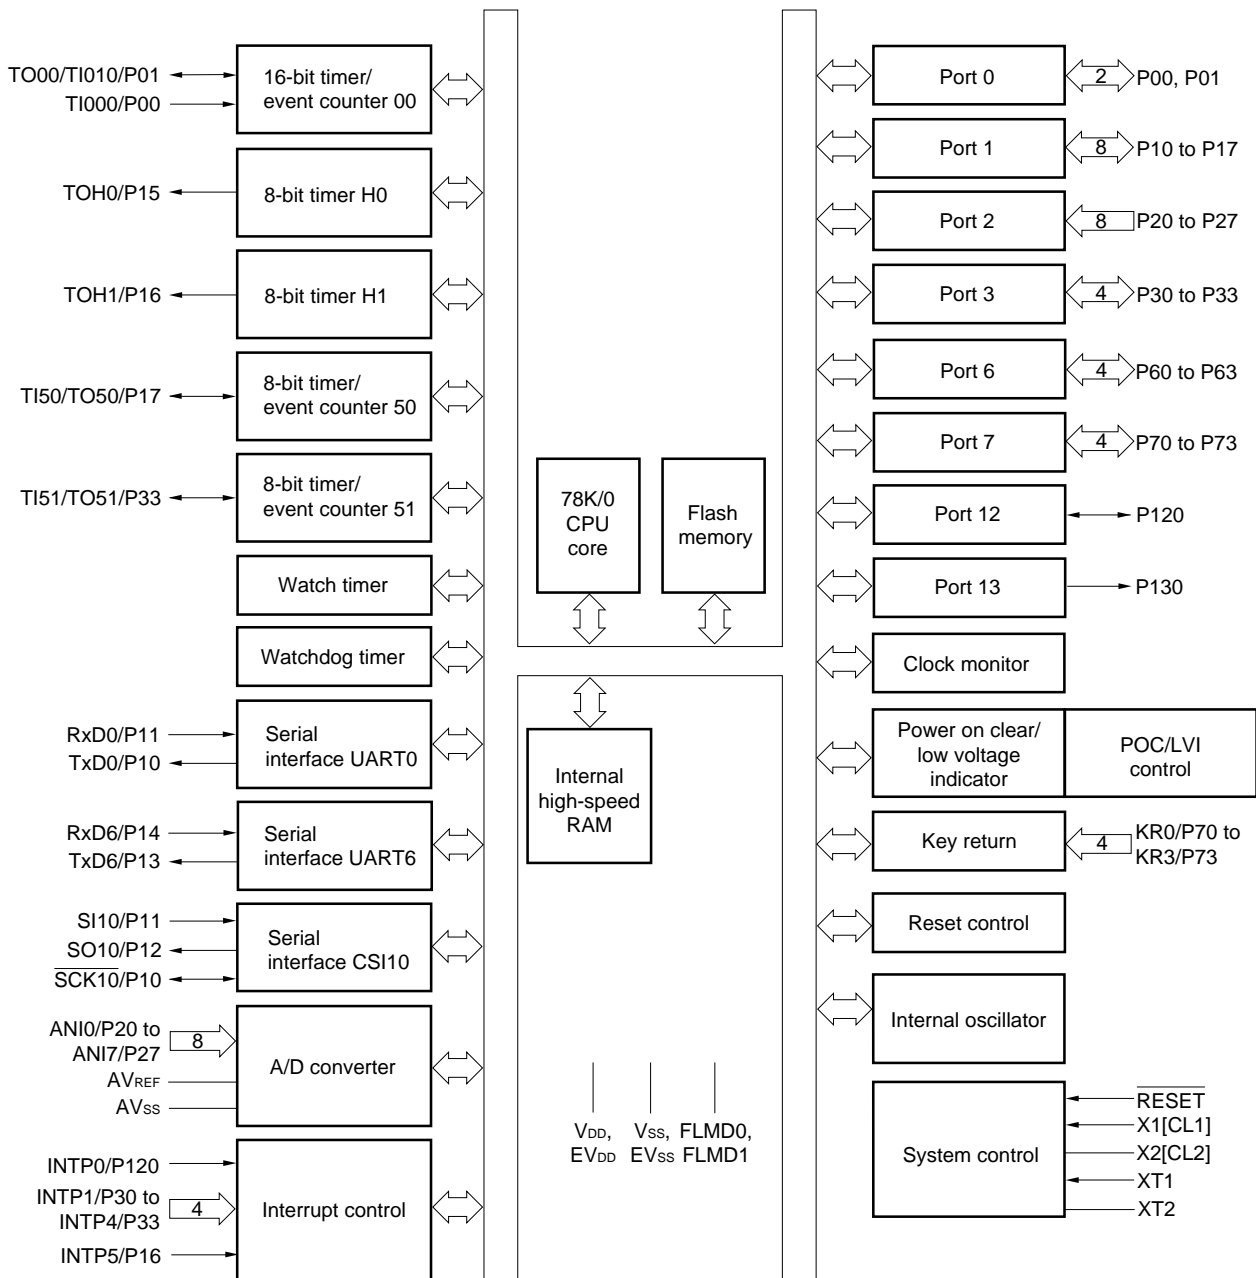 TO00/TI010/P01
TI000/P00
16-bit timer/
event counter 00
TOH0/P15
8-bit timer H0
TOH1/P16
8-bit timer H1
TI50/TO50/P17
8-bit timer/
event counter 50
TI51/TO51/P33
8-bit timer/
event counter 51
Watch timer
Watchdog timer
RxD0/P11
TxD0/P10
Serial
interface UART0
RxD6/P14
TxD6/P13
Serial
interface UART6
SI10/P11
SO10/P12
SCK10/P10
Serial
interface CSI10
ANI0/P20 to
ANI7/P27
8
AVREF
AVSS
A/D converter
INTP0/P120
INTP1/P30 to
INTP4/P33
4
INTP5/P16
Interrupt control
78K/0
CPU
core
Flash
memory
Internal
high-speed
RAM
VDD,
EVDD
VSS,
EVSS
FLMD0,
FLMD1
Port 0
2
P00, P01
Port 1
8
P10 to P17
Port 2
8
P20 to P27
Port 3
4
P30 to P33
Port 6
4
P60 to P63
Port 7
4
P70 to P73
Port 12
P120
Port 13
P130
Clock monitor
Power on clear/
low voltage
indicator
POC/LVI
control
Key return
4
KR0/P70 to
KR3/P73
Reset control
Internal oscillator
System control
RESET
X1[CL1]
X2[CL2]
XT1
XT2